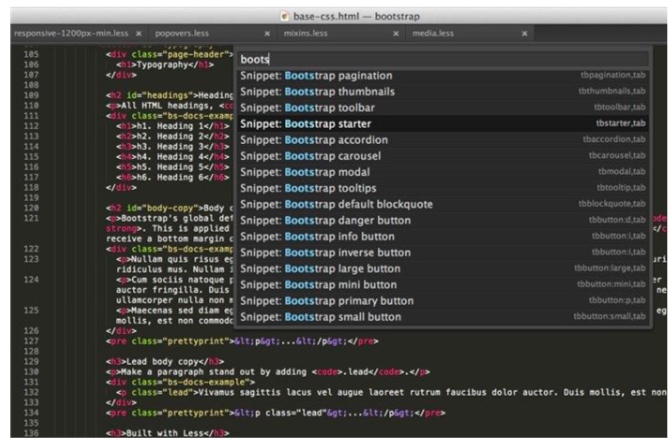 base-css.html — bootstrap
responsive-1200px-min.less × popovers.less × mixins.less × media.less ×
boots
Snippet: Bootstrap pagination tbpagination,tab
Snippet: Bootstrap thumbnails tbthumbnails,tab
Snippet: Bootstrap toolbar tbtoolbar,tab
Snippet: Bootstrap starter tbstarter,tab
Snippet: Bootstrap accordion tbaccordion,tab
Snippet: Bootstrap carousel tbcarousel,tab
Snippet: Bootstrap modal tbmodal,tab
Snippet: Bootstrap tooltips tbtooltip,tab
Snippet: Bootstrap default blockquote tbblockquote,tab
Snippet: Bootstrap danger button tbbutton:d,tab
Snippet: Bootstrap info button tbbutton:i,tab
Snippet: Bootstrap inverse button tbbutton:i,tab
Snippet: Bootstrap large button tbbutton:large,tab
Snippet: Bootstrap mini button tbbutton:mini,tab
Snippet: Bootstrap primary button tbbutton:p,tab
Snippet: Bootstrap small button tbbutton:small,tab
105 <div class="page-header">
106 <h1>Typography</h1>
107 </div>
108
109 <h2 id="headings">Heading
110 <p>All HTML headings, <co
111 <div class="bs-docs-examp
112 <h1>h1. Heading 1</h1>
113 <h2>h2. Heading 2</h2>
114 <h3>h3. Heading 3</h3>
115 <h4>h4. Heading 4</h4>
116 <h5>h5. Heading 5</h5>
117 <h6>h6. Heading 6</h6>
118 </div>
119
120 <h2 id="body-copy">Body c
121 <p>Bootstrap's global def
strong>. This is applied
receive a bottom margin o
122 <div class="bs-docs-examp
123 <p>Nullam quis risus eg
ridiculus mus. Nullam i
124 <p>Cum sociis natoque p
auctor fringilla. Duis
ullamcorper nulla non m
125 <p>Maecenas sed diam eg
mollis, est non commodo
126 </div>
127 <pre class="prettyprint">&lt;p&gt;...&lt;/p&gt;</pre>
128
129 <h3>Lead body copy</h3>
130 <p>Make a paragraph stand out by adding <code>.lead</code>.</p>
131 <div class="bs-docs-example">
132 <p class="lead">Vivamus sagittis lacus vel augue laoreet rutrum faucibus dolor auctor. Duis mollis, est non
133 </div>
134 <pre class="prettyprint">&lt;p class="lead"&gt;...&lt;/p&gt;</pre>
135
136 <h3>Built with Less</h3>